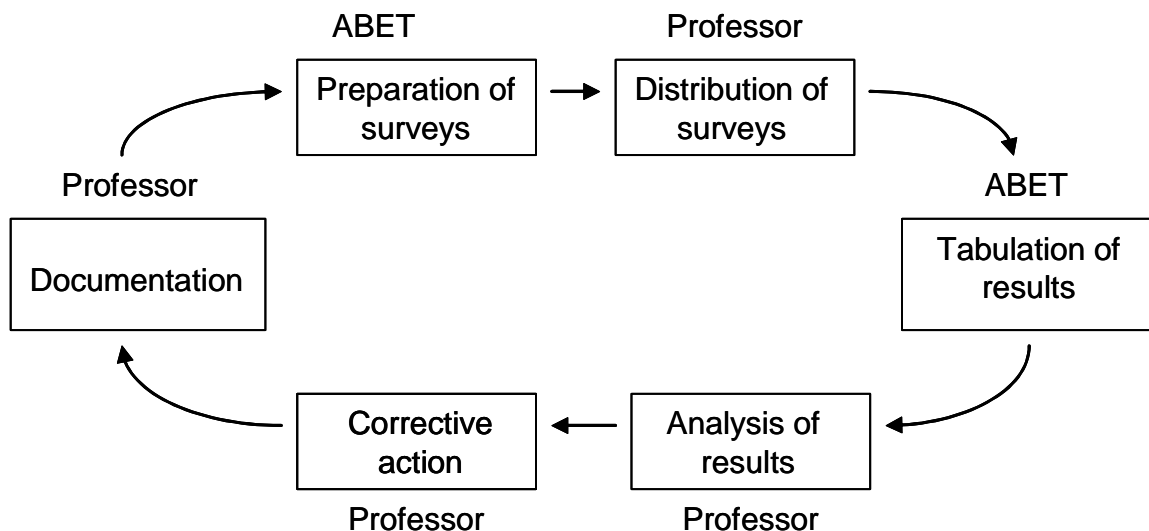 ABET
Professor
Preparation of
surveys
Distribution of
surveys
Professor
ABET
Documentation
Tabulation of
results
Corrective
action
Analysis of
results
Professor
Professor